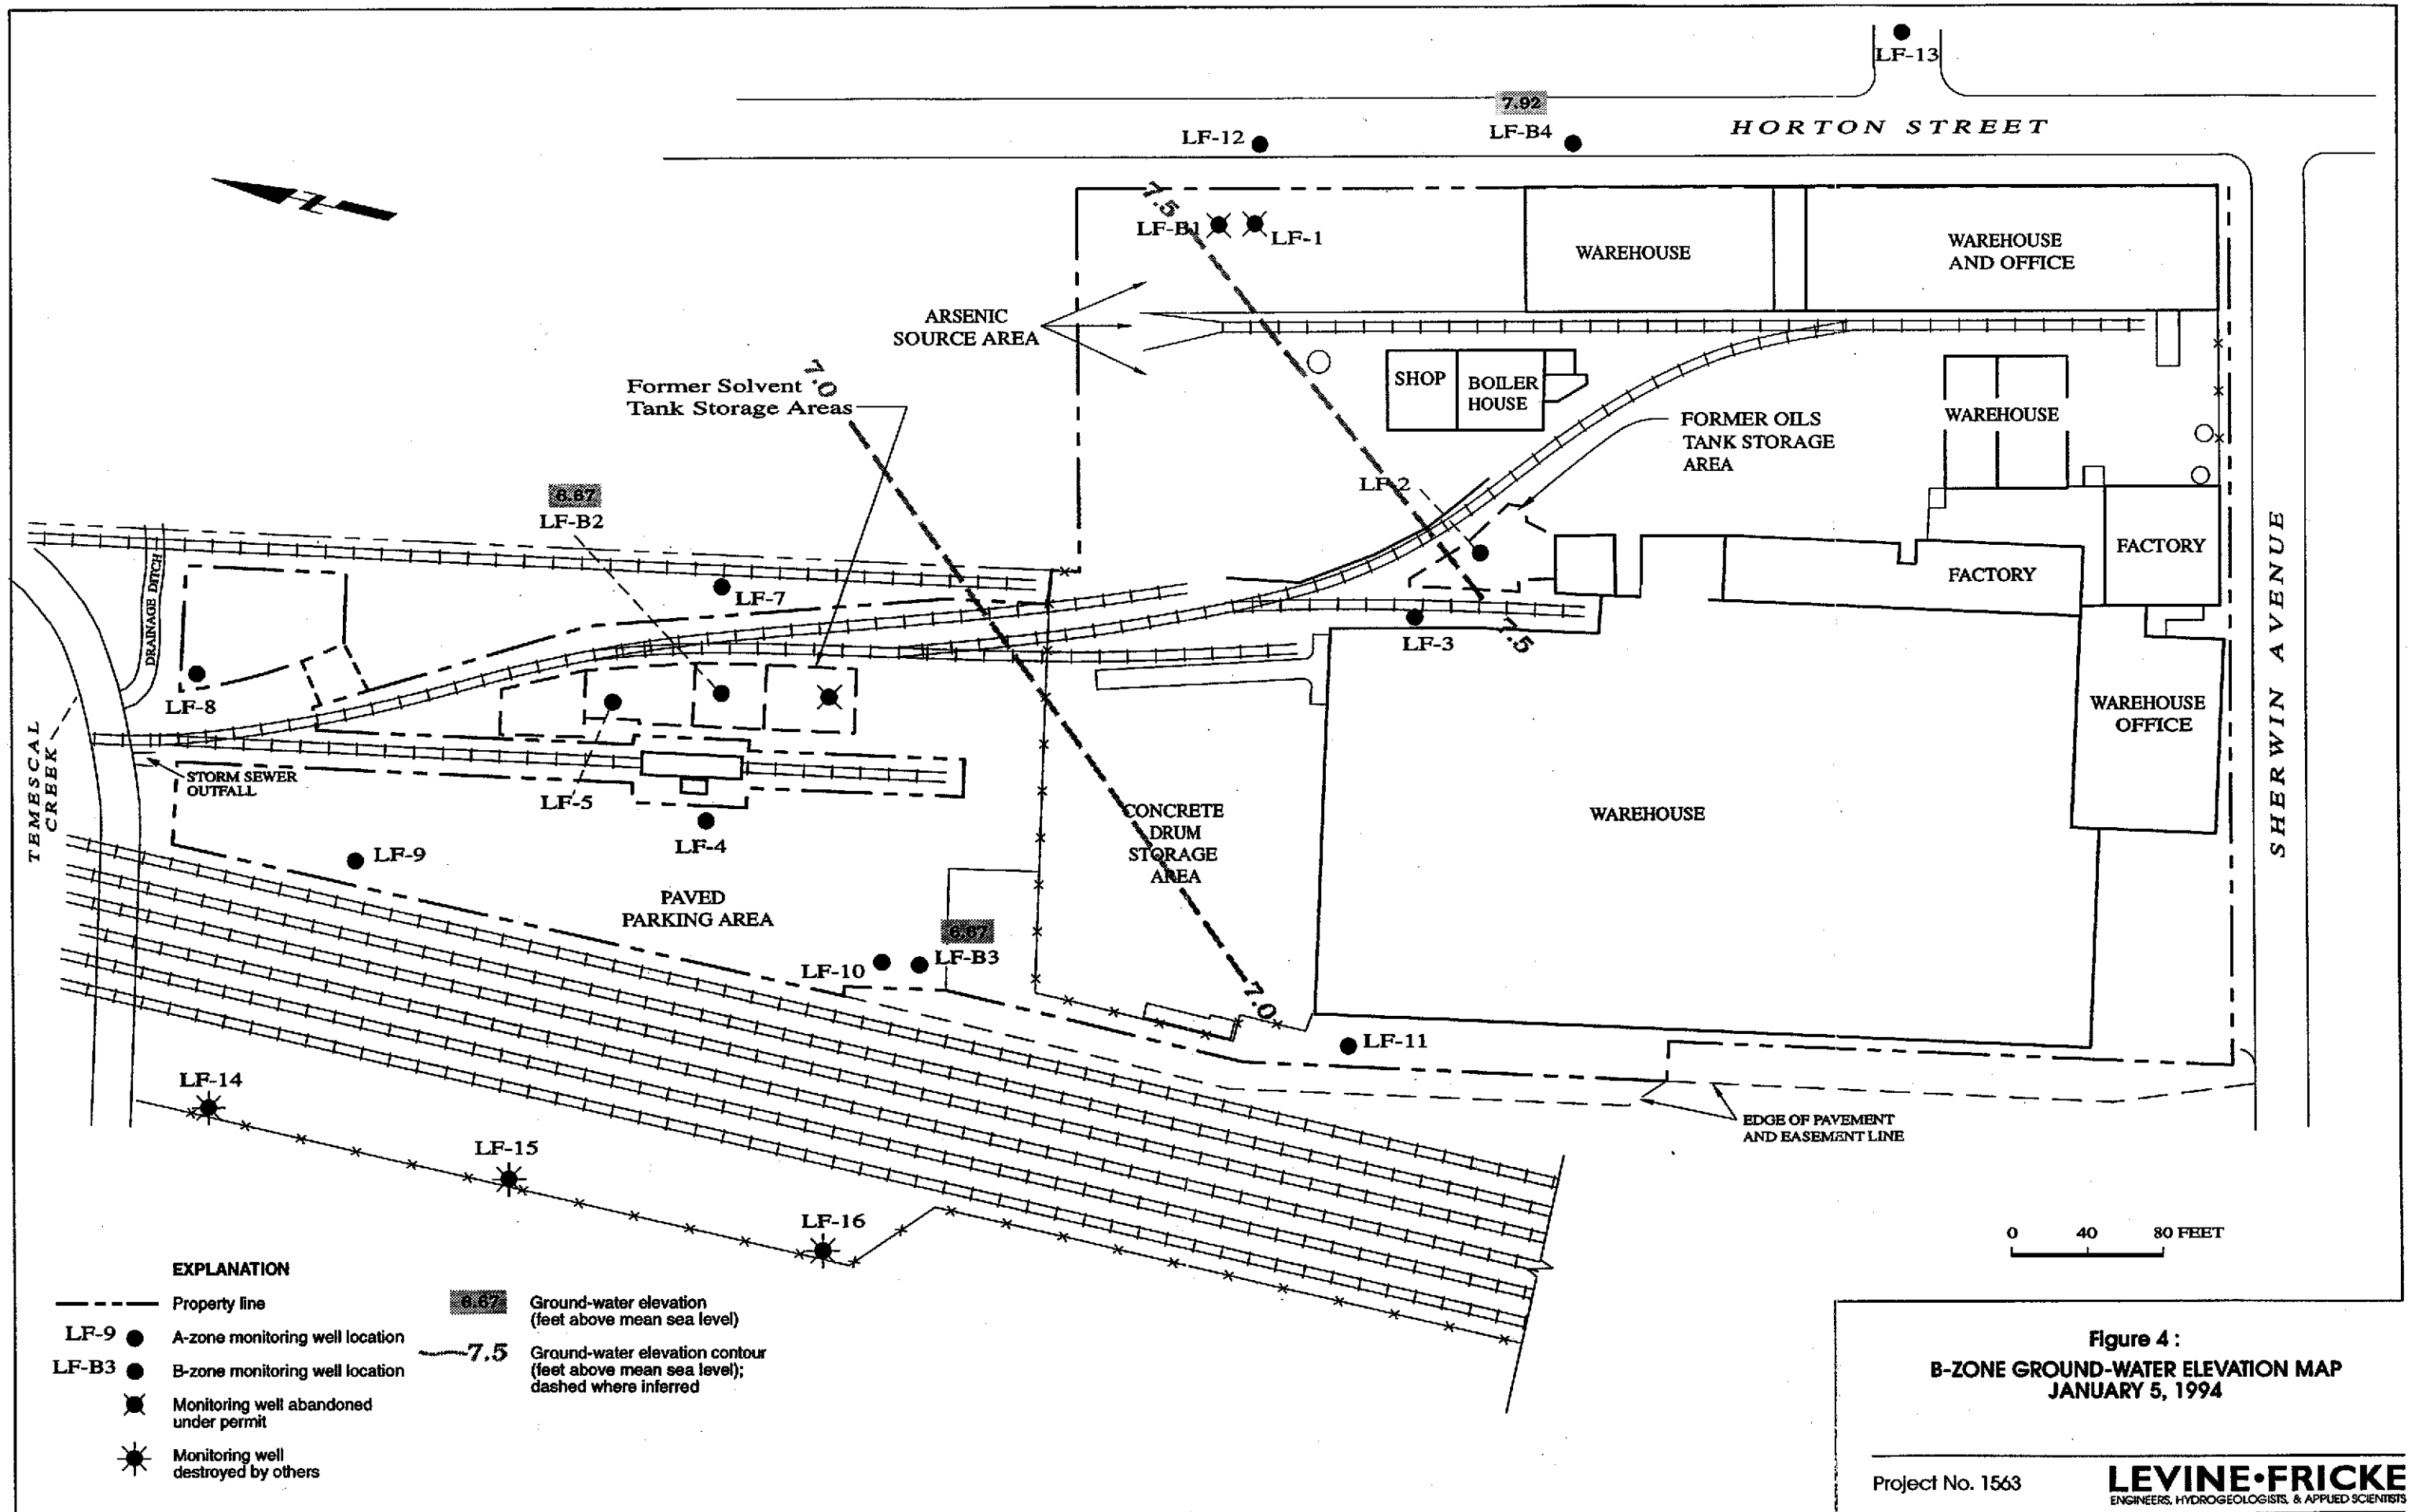 LF-13
7.92
LF-12
LF-B4
HORTON STREET
N
7.5
LF-B1
LF-1
WAREHOUSE
WAREHOUSE
AND OFFICE
ARSENIC
SOURCE AREA
7.0
Former Solvent
Tank Storage Areas
SHOP
BOILER
HOUSE
FORMER OILS
TANK STORAGE
AREA
WAREHOUSE
LF-2
6.67
LF-B2
DRAINAGE DITCH
LF-7
FACTORY
FACTORY
SHERWIN AVENUE
LF-3
7.5
LF-8
WAREHOUSE
OFFICE
TEMESCAL
CREEK
STORM SEWER
OUTFALL
LF-5
CONCRETE
DRUM
STORAGE
AREA
WAREHOUSE
LF-4
LF-9
PAVED
PARKING AREA
6.67
LF-10
LF-B3
7.0
LF-11
LF-14
EDGE OF PAVEMENT
AND EASEMENT LINE
LF-15
LF-16
0 40 80 FEET
EXPLANATION
Property line
LF-9 A-zone monitoring well location
LF-B3 B-zone monitoring well location
Monitoring well abandoned
under permit
Monitoring well
destroyed by others
6.67 Ground-water elevation
(feet above mean sea level)
7.5 Ground-water elevation contour
(feet above mean sea level);
dashed where inferred
Figure 4 :
B-ZONE GROUND-WATER ELEVATION MAP
JANUARY 5, 1994
Project No. 1563
LEVINE•FRICKE
ENGINEERS, HYDROGEOLOGISTS, & APPLIED SCIENTISTS